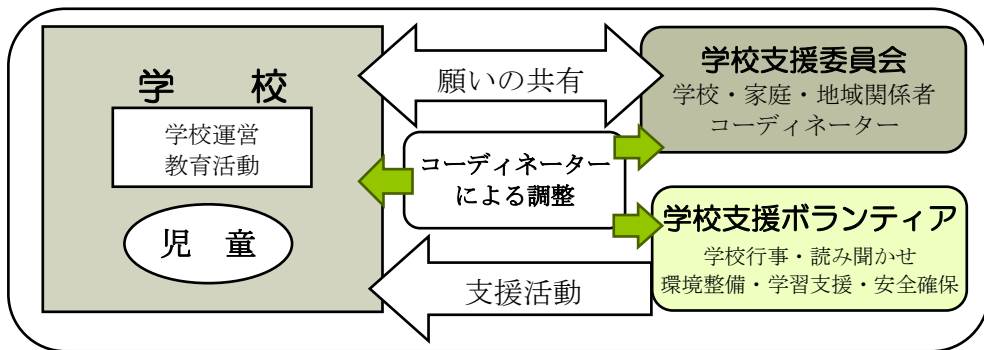 学　校
学校運営
教育活動
児　童
願いの共有
コーディネーター
による調整
支援活動
学校支援委員会
学校・家庭・地域関係者
コーディネーター
学校支援ボランティア
学校行事・読み聞かせ
環境整備・学習支援・安全確保